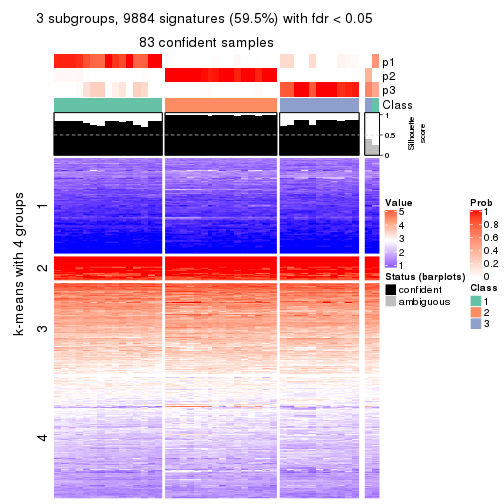 3 subgroups, 9884 signatures (59.5%) with fdr < 0.05
83 confident samples
p1
p2
p3
Class
1
0.5
0
Silhouette
score
k-means with 4 groups
1
2
3
4
Value
5
4
3
2
1
Status (barplots)
confident
ambiguous
Prob
1
0.8
0.6
0.4
0.2
0
Class
1
2
3